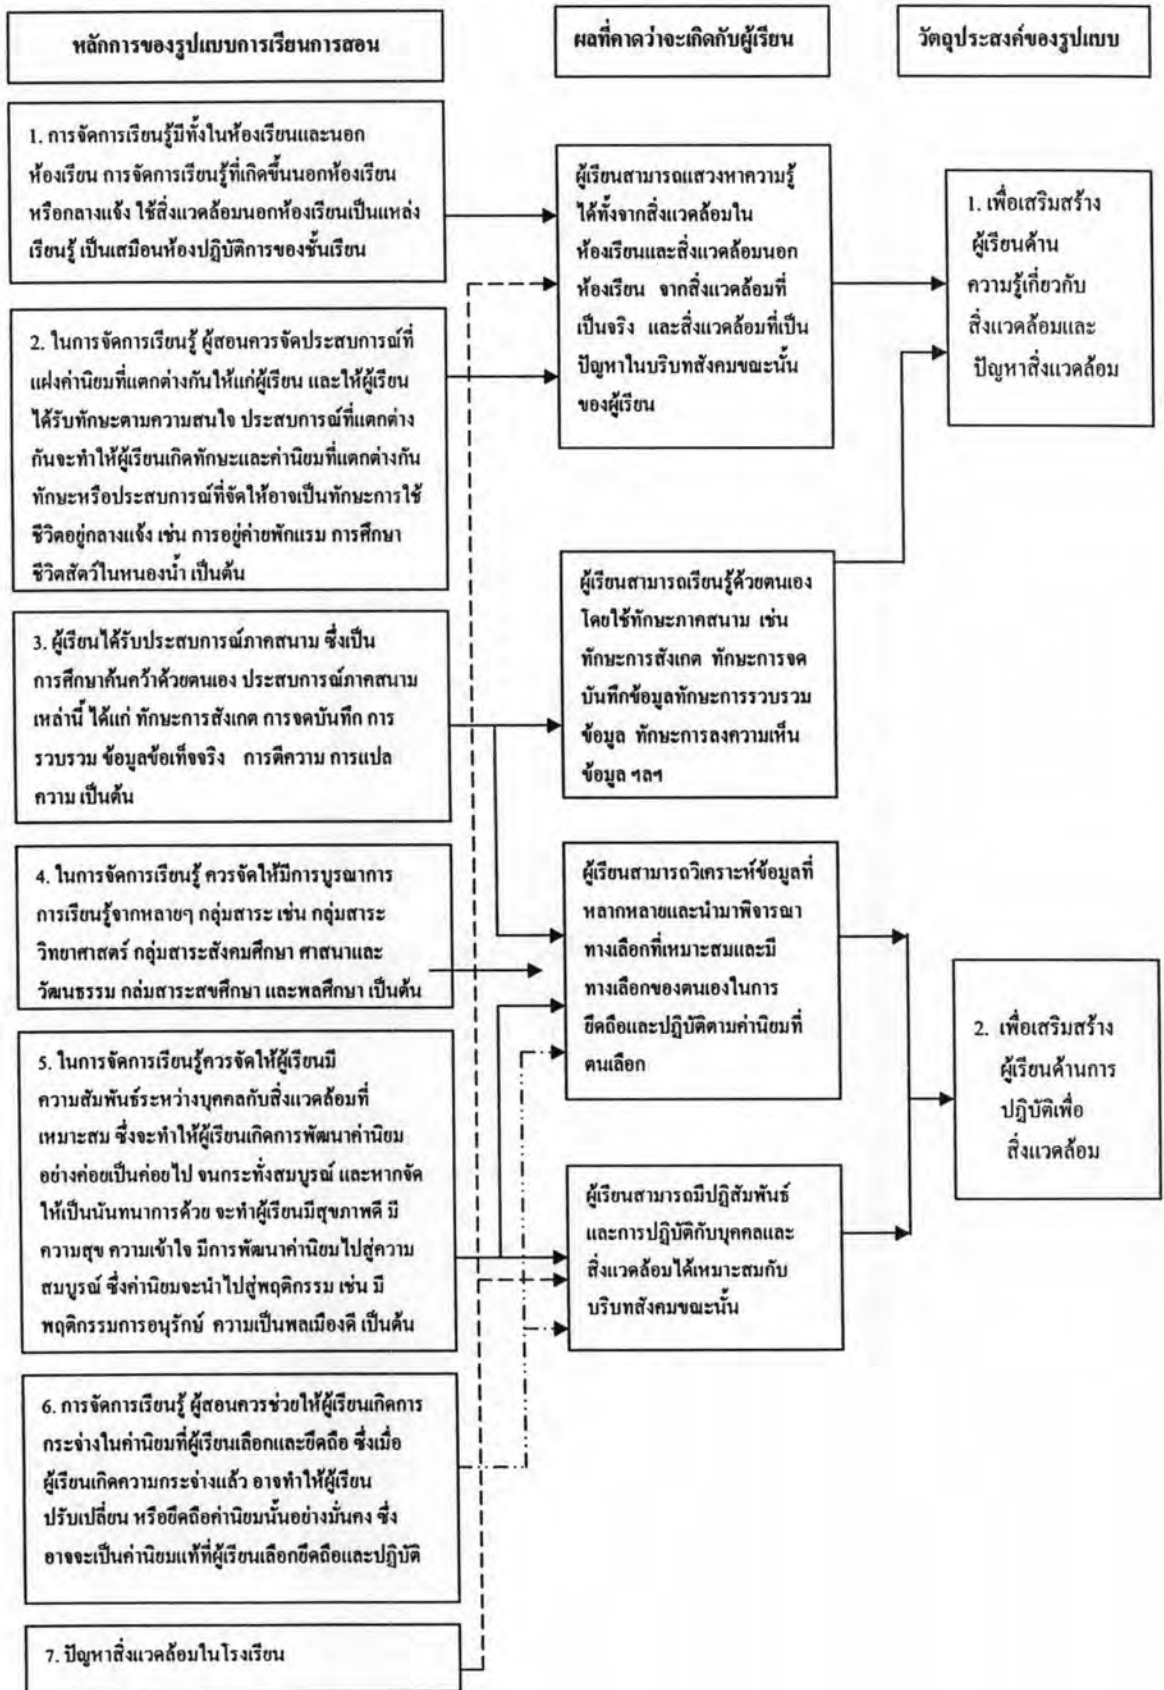 หลักการของรูปแบบการเรียนการสอน
ผลที่คาดว่าจะเกิดกับผู้เรียน
วัตถุประสงค์ของรูปแบบ
1. การจัดการเรียนรู้มีทั้งในห้องเรียนและนอก
ห้องเรียน การจัดการเรียนรู้ที่เกิดขึ้นนอกห้องเรียน
หรือกลางแจ้ง ใช้สิ่งแวดล้อมนอกห้องเรียนเป็นแหล่ง
เรียนรู้ เป็นเสมือนห้องปฏิบัติการของชั้นเรียน
2. ในการจัดการเรียนรู้ ผู้สอนควรจัดประสบการณ์ที่
แฝงค่านิยมที่แตกต่างกันให้แก่ผู้เรียน และให้ผู้เรียน
ได้รับทักษะตามความสนใจ ประสบการณ์ที่แตกต่าง
กันจะทำให้ผู้เรียนเกิดทักษะและค่านิยมที่แตกต่างกัน
ทักษะหรือประสบการณ์ที่จัดให้อาจเป็นทักษะการใช้
ชีวิตอยู่กลางแจ้ง เช่น การอยู่ค่ายพักแรม การศึกษา
ชีวิตสัตว์ในหนองน้ำ เป็นต้น
3. ผู้เรียนได้รับประสบการณ์ภาคสนาม ซึ่งเป็น
การศึกษาค้นคว้าด้วยตนเอง ประสบการณ์ภาคสนาม
เหล่านี้ ได้แก่ ทักษะการสังเกต การจดบันทึก การ
รวบรวม ข้อมูลข้อเท็จจริง การตีความ การแปล
ความ เป็นต้น
4. ในการจัดการเรียนรู้ ควรจัดให้มีการบูรณาการ
การเรียนรู้จากหลายๆ กลุ่มสาระ เช่น กลุ่มสาระ
วิทยาศาสตร์ กลุ่มสาระสังคมศึกษา ศาสนาและ
วัฒนธรรม กลุ่มสาระสุขศึกษา และพลศึกษา เป็นต้น
5. ในการจัดการเรียนรู้ควรจัดให้ผู้เรียนมี
ความสัมพันธ์ระหว่างบุคคลกับสิ่งแวดล้อมที่
เหมาะสม ซึ่งจะทำให้ผู้เรียนเกิดการพัฒนาค่านิยม
อย่างค่อยเป็นค่อยไป จนกระทั่งสมบูรณ์ และหากจัด
ให้เป็นนันทนาการด้วย จะทำผู้เรียนมีสุขภาพดี มี
ความสุข ความเข้าใจ มีการพัฒนาค่านิยมไปสู่ความ
สมบูรณ์ ซึ่งค่านิยมจะนำไปสู่พฤติกรรม เช่น มี
พฤติกรรมการอนุรักษ์ ความเป็นพลเมืองดี เป็นต้น
6. การจัดการเรียนรู้ ผู้สอนควรช่วยให้ผู้เรียนเกิดการ
กระจ่างในค่านิยมที่ผู้เรียนเลือกและยึดถือ ซึ่งเมื่อ
ผู้เรียนเกิดความกระจ่างแล้ว อาจทำให้ผู้เรียน
ปรับเปลี่ยน หรือยึดถือค่านิยมนั้นอย่างมั่นคง ซึ่ง
อาจจะเป็นค่านิยมแท้ที่ผู้เรียนเลือกยึดถือและปฏิบัติ
7. ปัญหาสิ่งแวดล้อมในโรงเรียน
ผู้เรียนสามารถแสวงหาความรู้
ได้ทั้งจากสิ่งแวดล้อมใน
ห้องเรียนและสิ่งแวดล้อมนอก
ห้องเรียน จากสิ่งแวดล้อมที่
เป็นจริง และสิ่งแวดล้อมที่เป็น
ปัญหาในบริบทสังคมขณะนั้น
ของผู้เรียน
ผู้เรียนสามารถเรียนรู้ด้วยตนเอง
โดยใช้ทักษะภาคสนาม เช่น
ทักษะการสังเกต ทักษะการจด
บันทึกข้อมูลทักษะการรวบรวม
ข้อมูล ทักษะการลงความเห็น
ข้อมูล ฯลฯ
ผู้เรียนสามารถวิเคราะห์ข้อมูลที่
หลากหลายและนำมาพิจารณา
ทางเลือกที่เหมาะสมและมี
ทางเลือกของตนเองในการ
ยึดถือและปฏิบัติตามค่านิยมที่
ตนเลือก
ผู้เรียนสามารถมีปฏิสัมพันธ์
และการปฏิบัติกับบุคคลและ
สิ่งแวดล้อมได้เหมาะสมกับ
บริบทสังคมขณะนั้น
1. เพื่อเสริมสร้าง
ผู้เรียนด้าน
ความรู้เกี่ยวกับ
สิ่งแวดล้อมและ
ปัญหาสิ่งแวดล้อม
2. เพื่อเสริมสร้าง
ผู้เรียนด้านการ
ปฏิบัติเพื่อ
สิ่งแวดล้อม